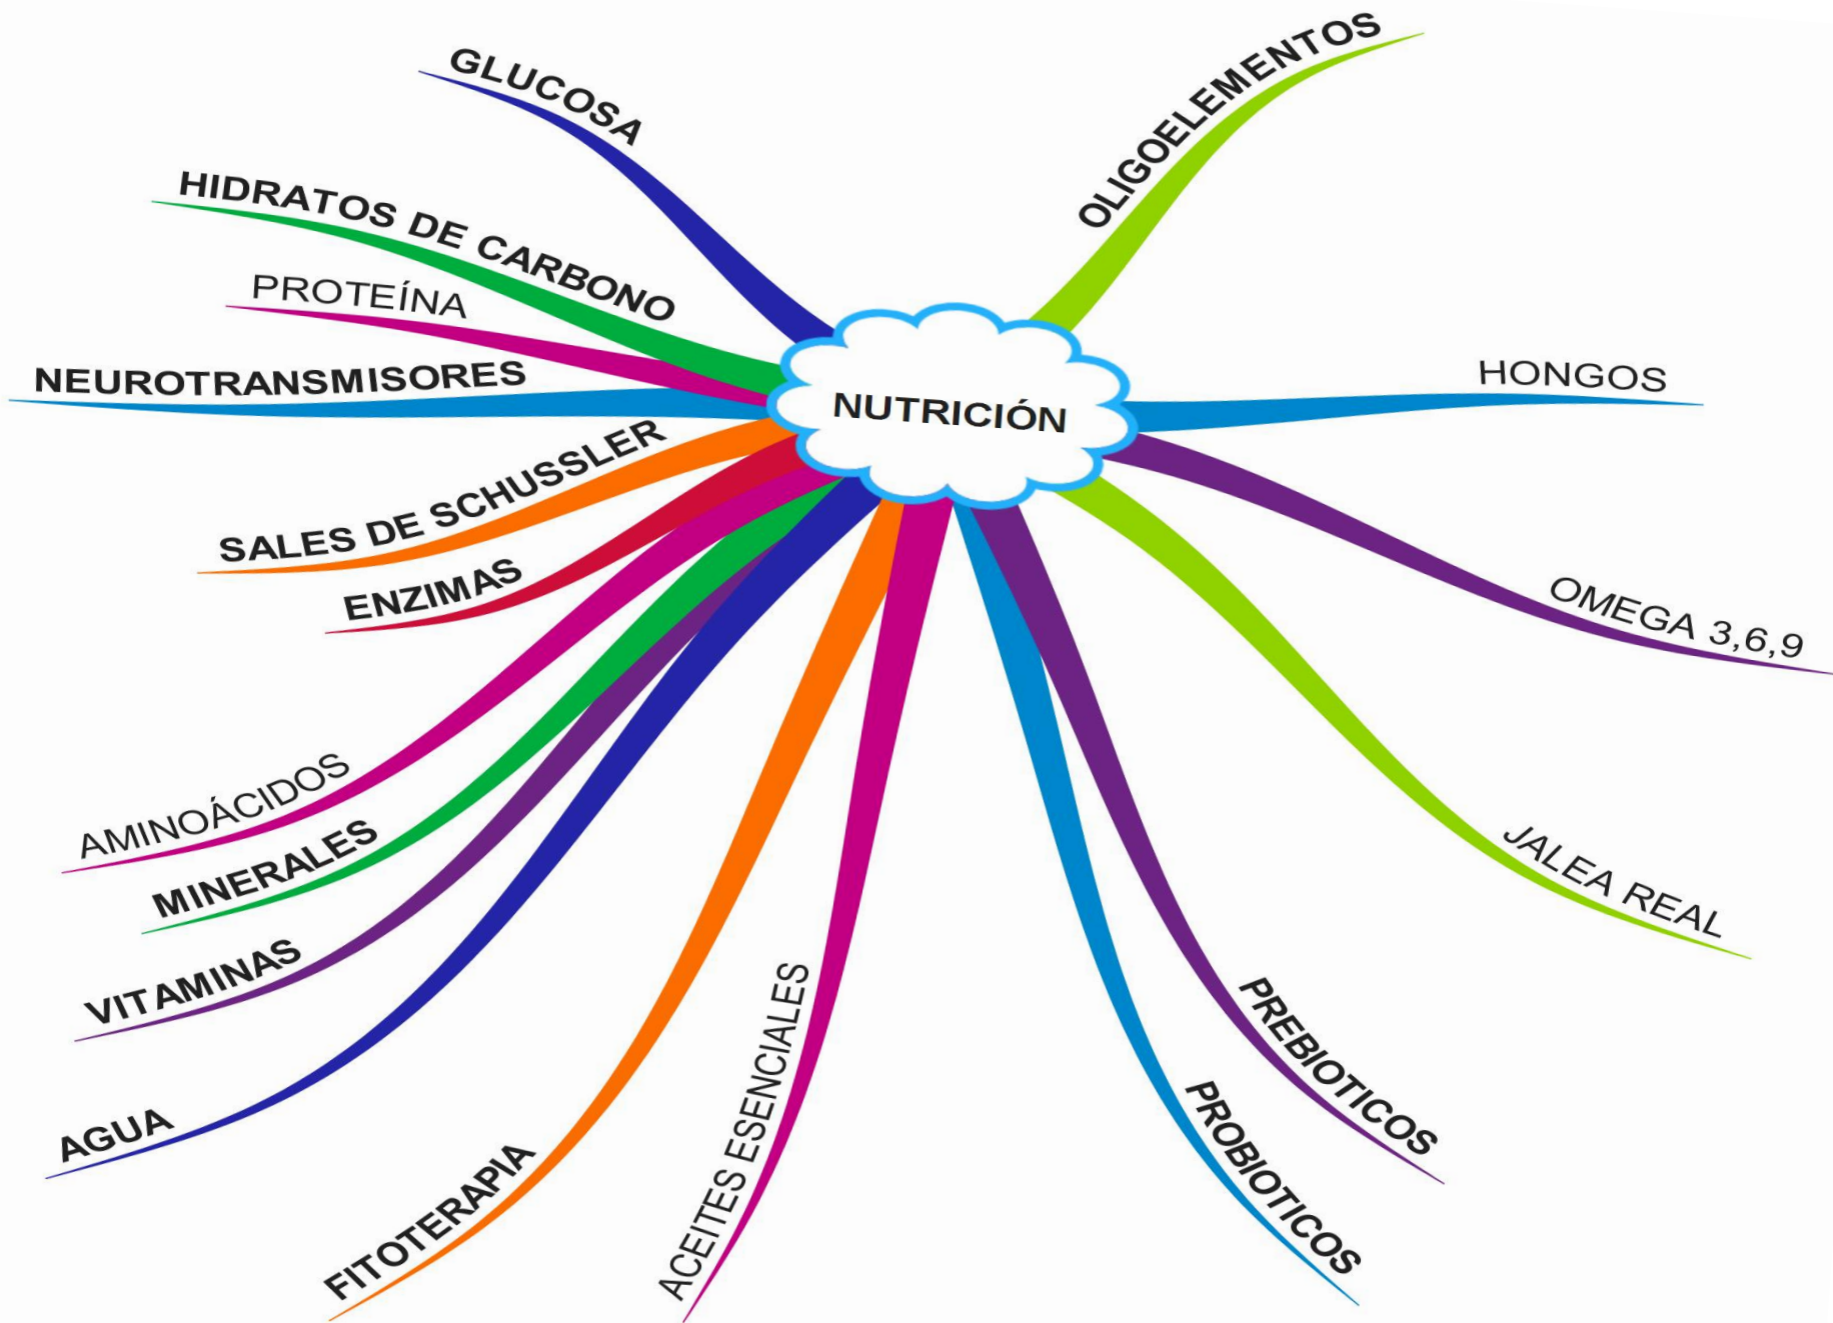 GLUCOSA
OLIGOELEMENTOS
HIDRATOS DE CARBONO
PROTEÍNA
NEUROTRANSMISORES
NUTRICIÓN
HONGOS
SALES DE SCHUSSLER
ENZIMAS
OMEGA 3,6,9
AMINOÁCIDOS
MINERALES
JALEA REAL
VITAMINAS
AGUA
FITOTERAPIA
ACEITES ESENCIALES
PREBIOTICOS
PROBIOTICOS